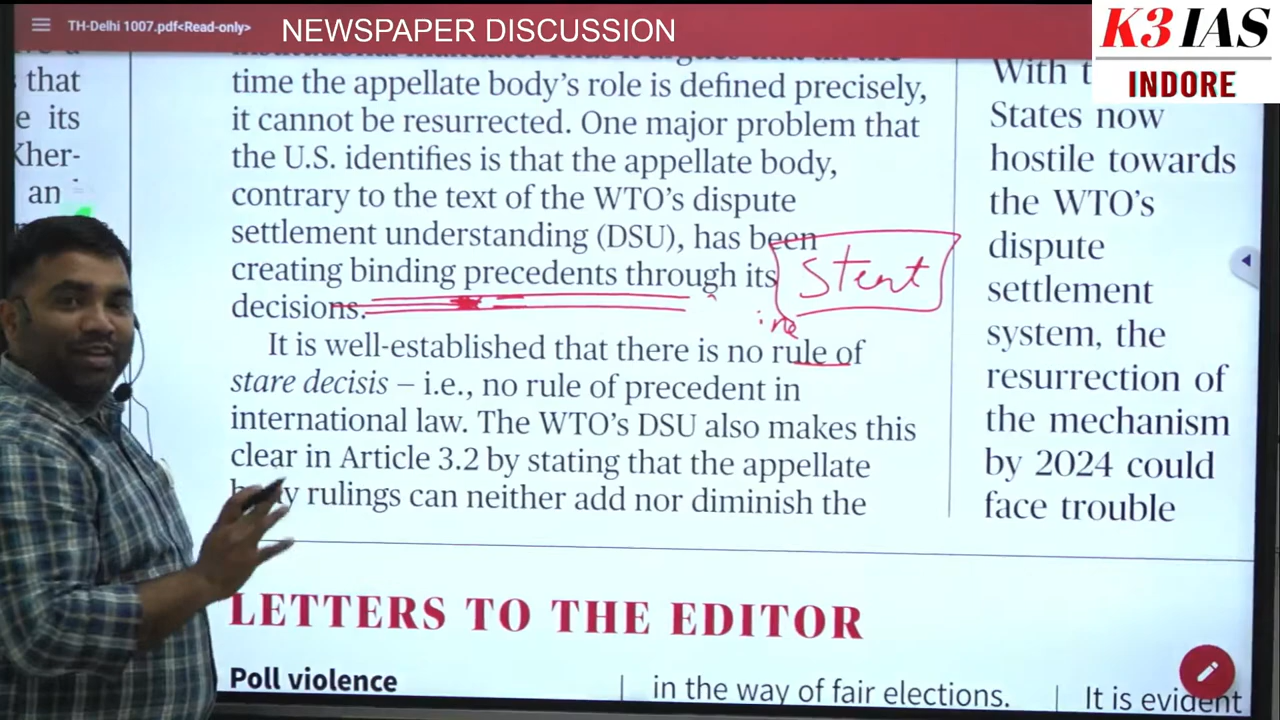 TH-Delhi 1007.pdf<Read-only>
NEWSPAPER DISCUSSION
K3 IAS
INDORE
that
e its
Kher-
an
time the appellate body's role is defined precisely,
it cannot be resurrected. One major problem that
the U.S. identifies is that the appellate body,
contrary to the text of the WTO's dispute
settlement understanding (DSU), has been
creating binding precedents through its
decisions.
It is well-established that there is no rule of
stare decisis – i.e., no rule of precedent in
international law. The WTO's DSU also makes this
clear in Article 3.2 by stating that the appellate
rulings can neither add nor diminish the
Stent
With t
States now
hostile towards
the WTO's
dispute
settlement
system, the
resurrection of
the mechanism
by 2024 could
face trouble
LETTERS TO THE EDITOR
Poll violence
in the way of fair elections.
It is evident